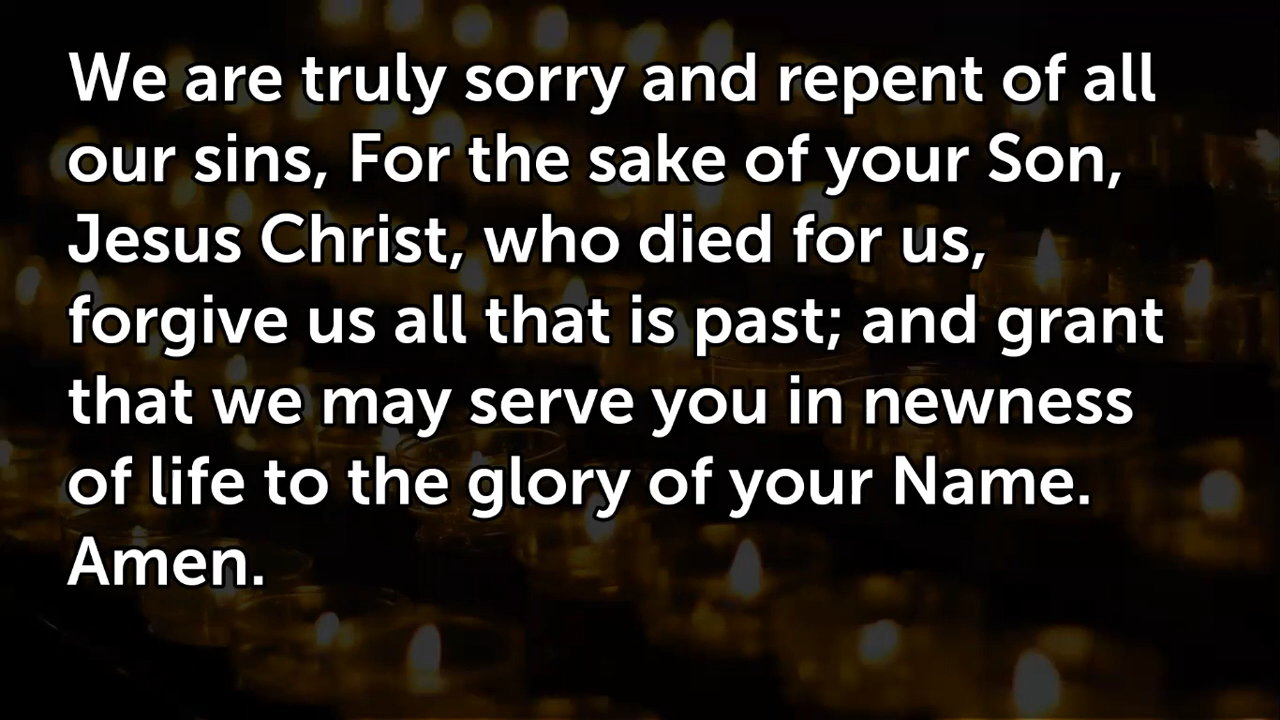 We are truly sorry and repent of all
our sins, For the sake of your Son,
Jesus Christ, who died for us,
forgive us all that is past; and grant
that we may serve you in newness
of life to the glory of your Name.
Amen.